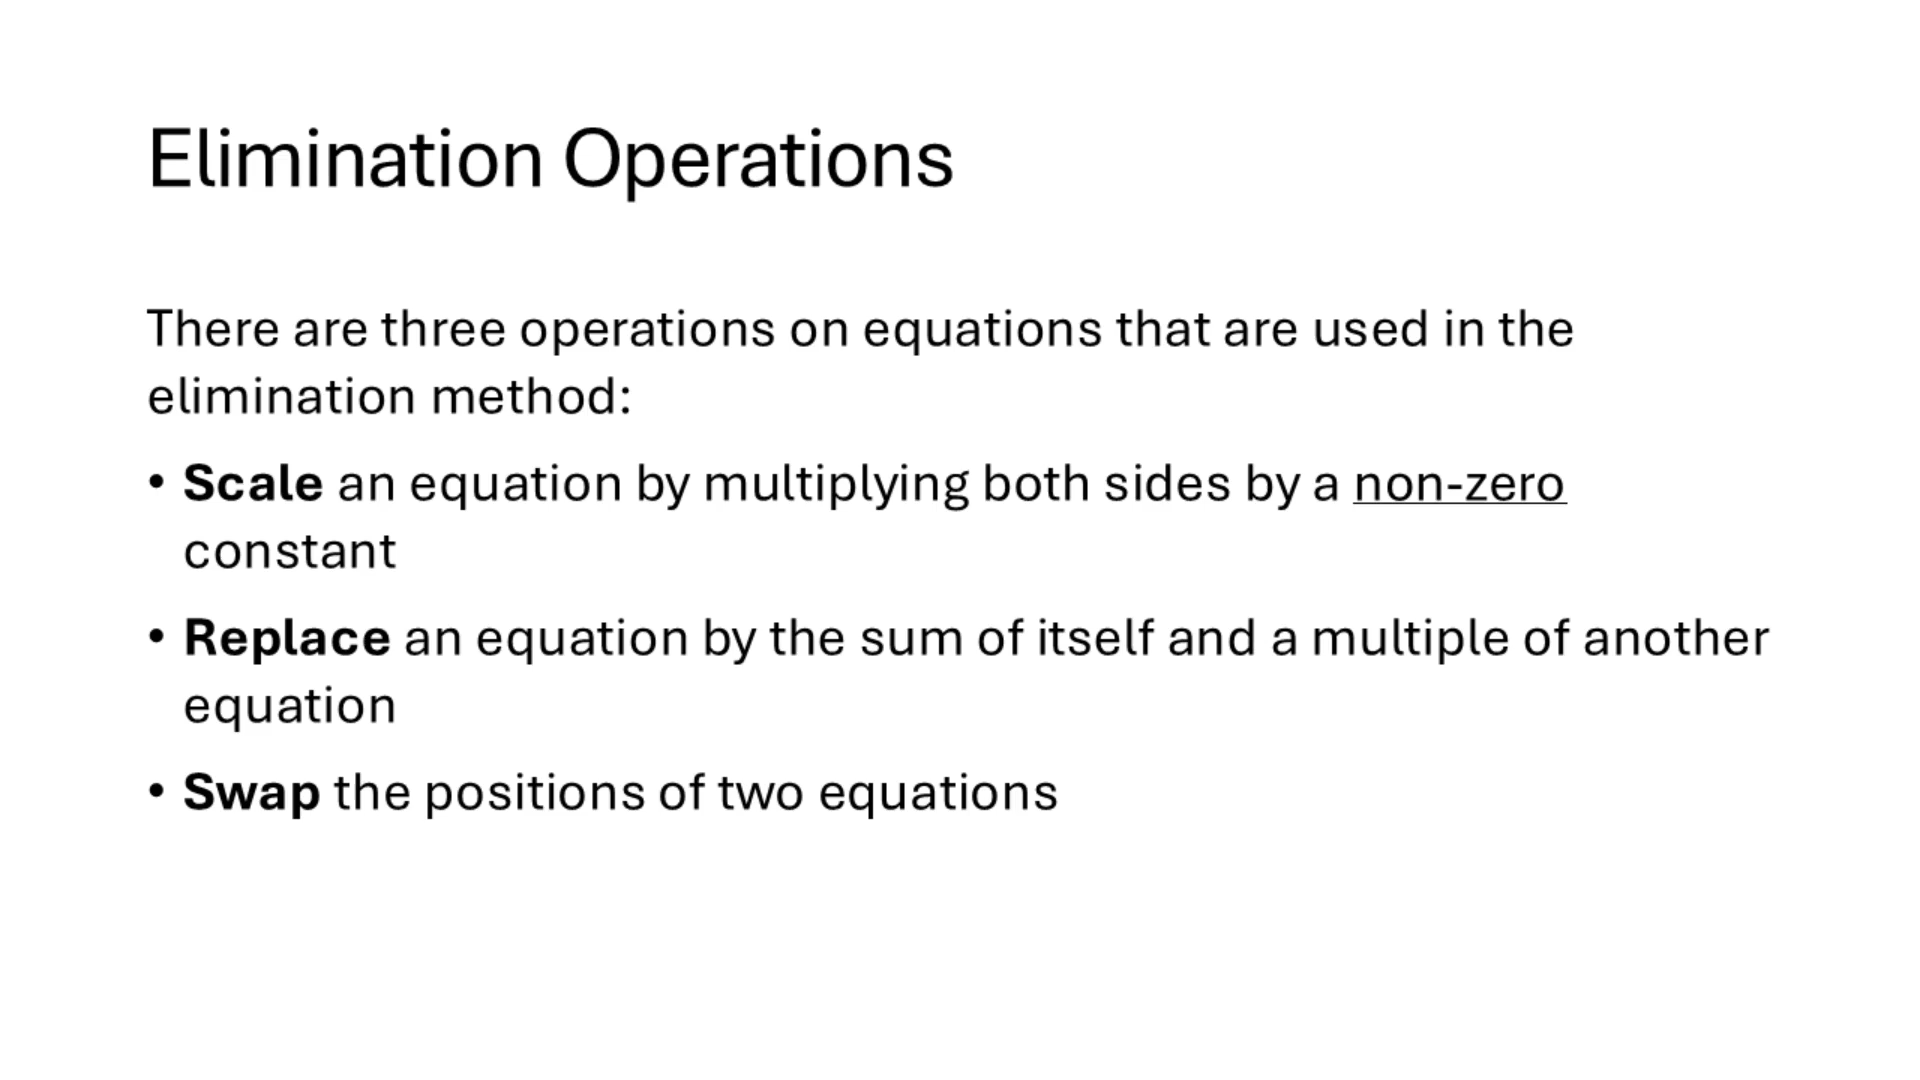 Elimination Operations
There are three operations on equations that are used in the
elimination method:
• Scale an equation by multiplying both sides by a non-zero
constant
• Replace an equation by the sum of itself and a multiple of another
equation
• Swap the positions of two equations